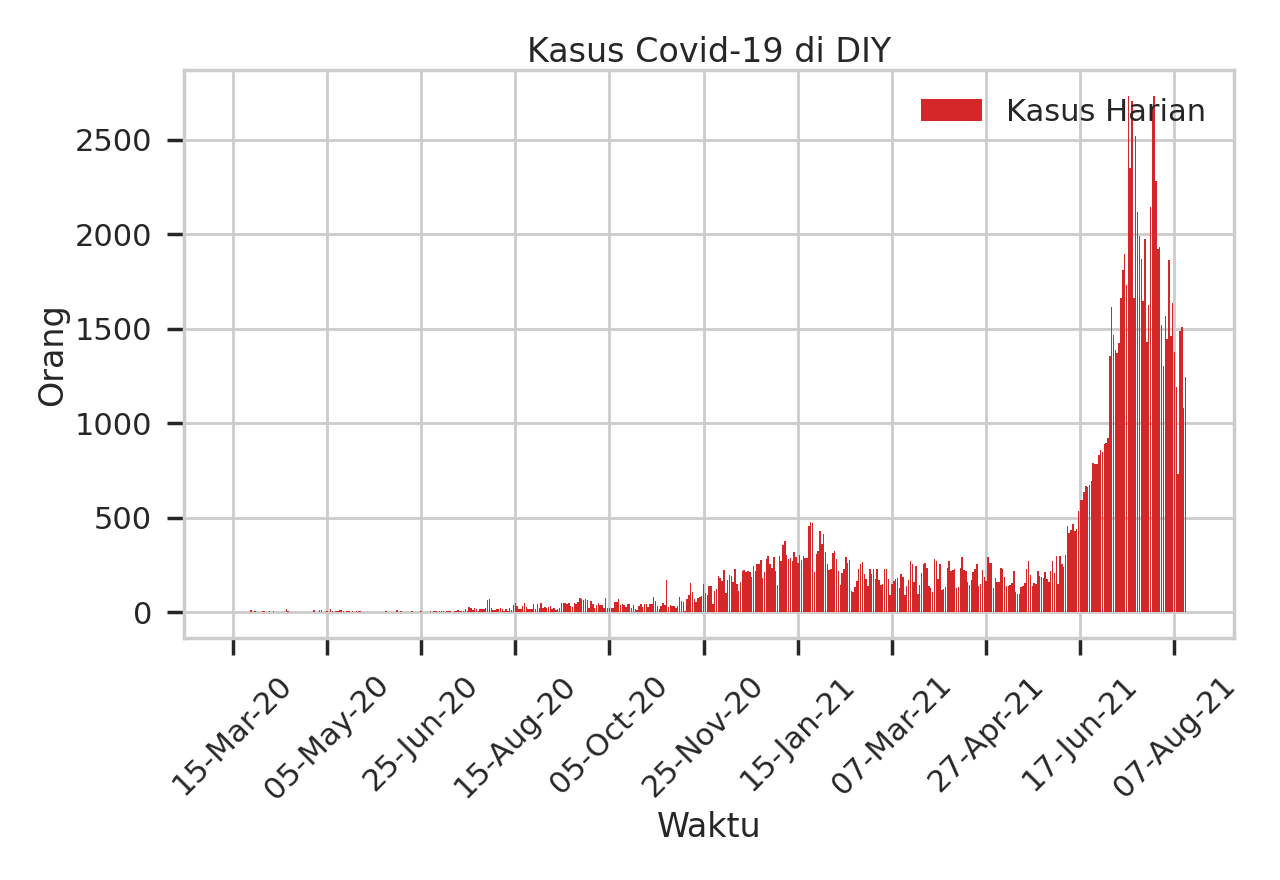 Kasus Covid-19 di DIY
Kasus Harian
Orang
2500
2000
1500
1000
500
0
15-Mar-20
05-May-20
25-Jun-20
15-Aug-20
05-Oct-20
25-Nov-20
15-Jan-21
07-Mar-21
27-Apr-21
17-Jun-21
07-Aug-21
Waktu